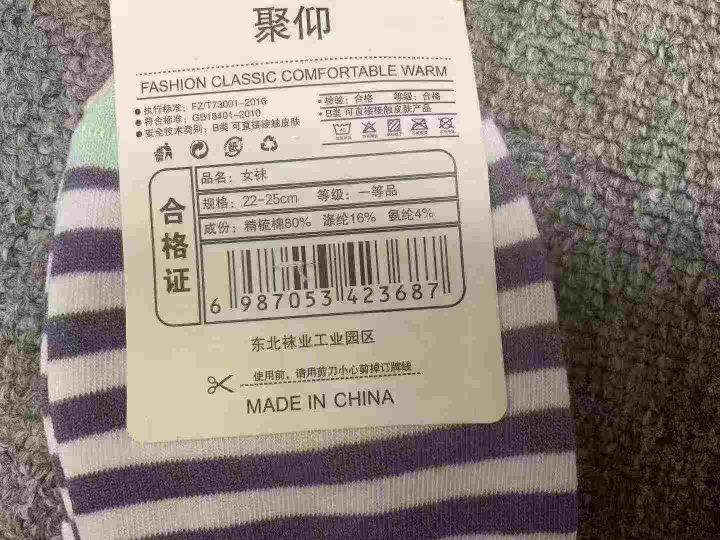 聚仰
FASHION CLASSIC COMFORTABLE WARM
● 执行标准：FZ/T73001-2016
● 符合标准：GB18401-2010
● 安全技术类别：B类 可直接接触皮肤
• 检验：合格 等级：合格
• B类 可直接接触皮肤产品
合格证
品名：女袜
规格：22-25cm 等级：一等品
成份：精梳棉80% 涤纶16% 氨纶4%
6 987053 423687
东北袜业工业园区
使用前、请用剪刀小心剪掉订牌线
MADE IN CHINA